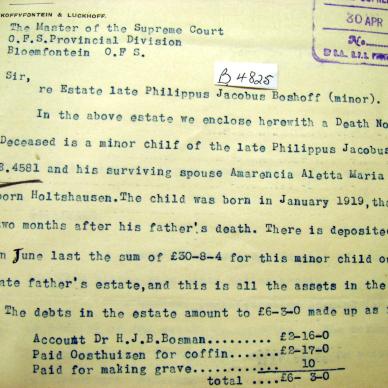 KOFFYFONTEIN & LUCKHOFF.
30 APR
The Master of the Supreme Court
O.F.S.Provincial Division
Bloemfontein O.F S.
B 4825
Sir,
re Estate late Philippus Jacobus Boshoff (minor).
In the above estate we enclose herewith a Death No
Deceased is a minor chilf of the late Philippus Jacobus
B.4581 and his surviving spouse Amarencia Aletta Maria
born Holtshausen.The child was born in January 1919, tha
two months after his father's death. There is deposited
n June last the sum of £30-8-4 for this minor child ou
ate father's estate,and this is all the assets in the
The debts in the estate amount to £6-3-0 made up as
Account Dr H.J.B.Bosman......... £2-16-0
Paid Oosthuizen for coffin...... £2-17-0
Paid for making grave........... 10
total ....£6- 3-0